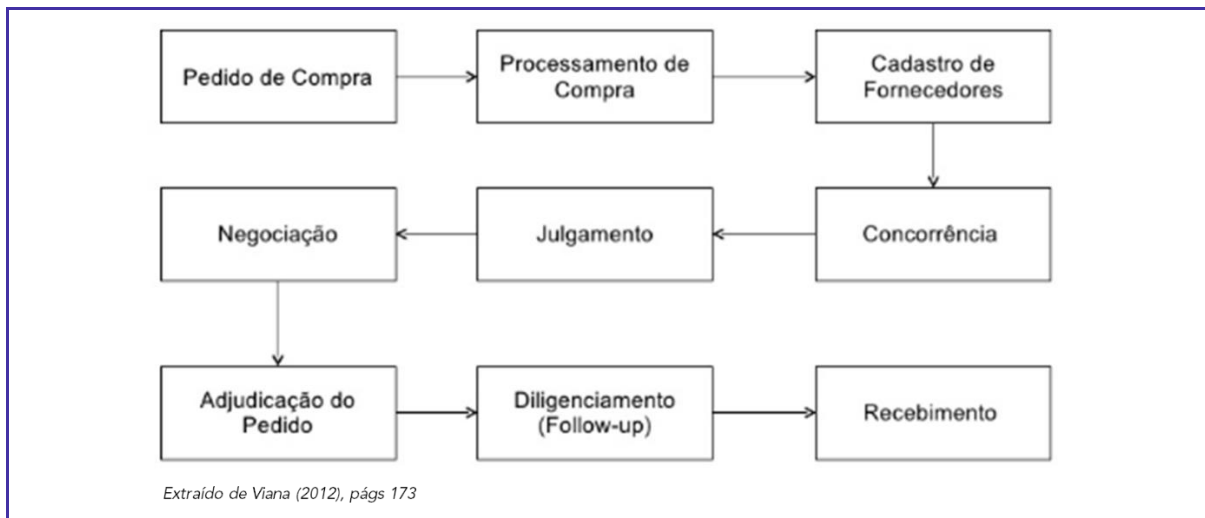 Pedido de Compra
Processamento de
Compra
Cadastro de
Fornecedores
Concorrência
Julgamento
Negociação
Adjudicação do
Pedido
Diligenciamento
(Follow-up)
Recebimento
Extraído de Viana (2012), págs 173